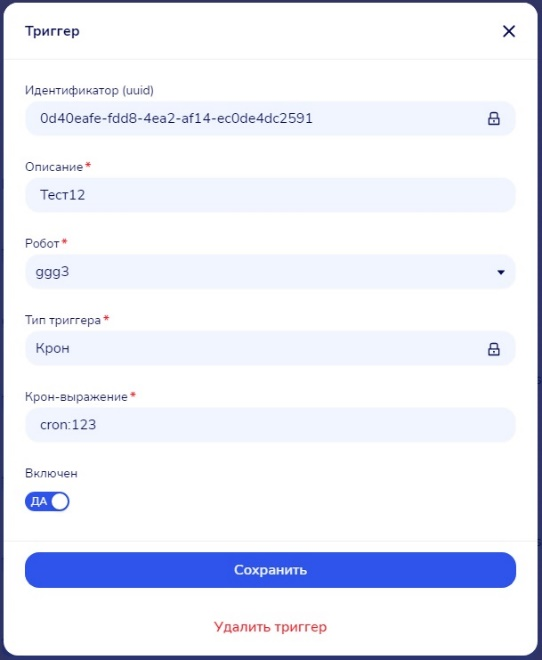 Триггер
Идентификатор (uuid)
0d40eafe-fdd8-4ea2-af14-ec0de4dc2591
Описание*
Тест12
Робот*
ggg3
Тип триггера*
Крон
Крон-выражение*
cron:123
Включен
ДА
Сохранить
Удалить триггер